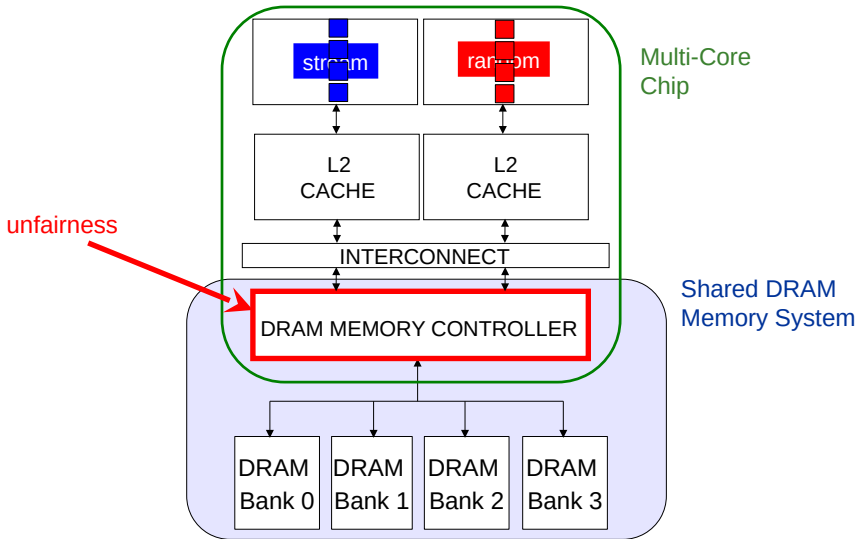 stream
random
Multi-Core
Chip
L2
CACHE
L2
CACHE
unfairness
INTERCONNECT
Shared DRAM
Memory System
DRAM MEMORY CONTROLLER
DRAM
Bank 0
DRAM
Bank 1
DRAM
Bank 2
DRAM
Bank 3